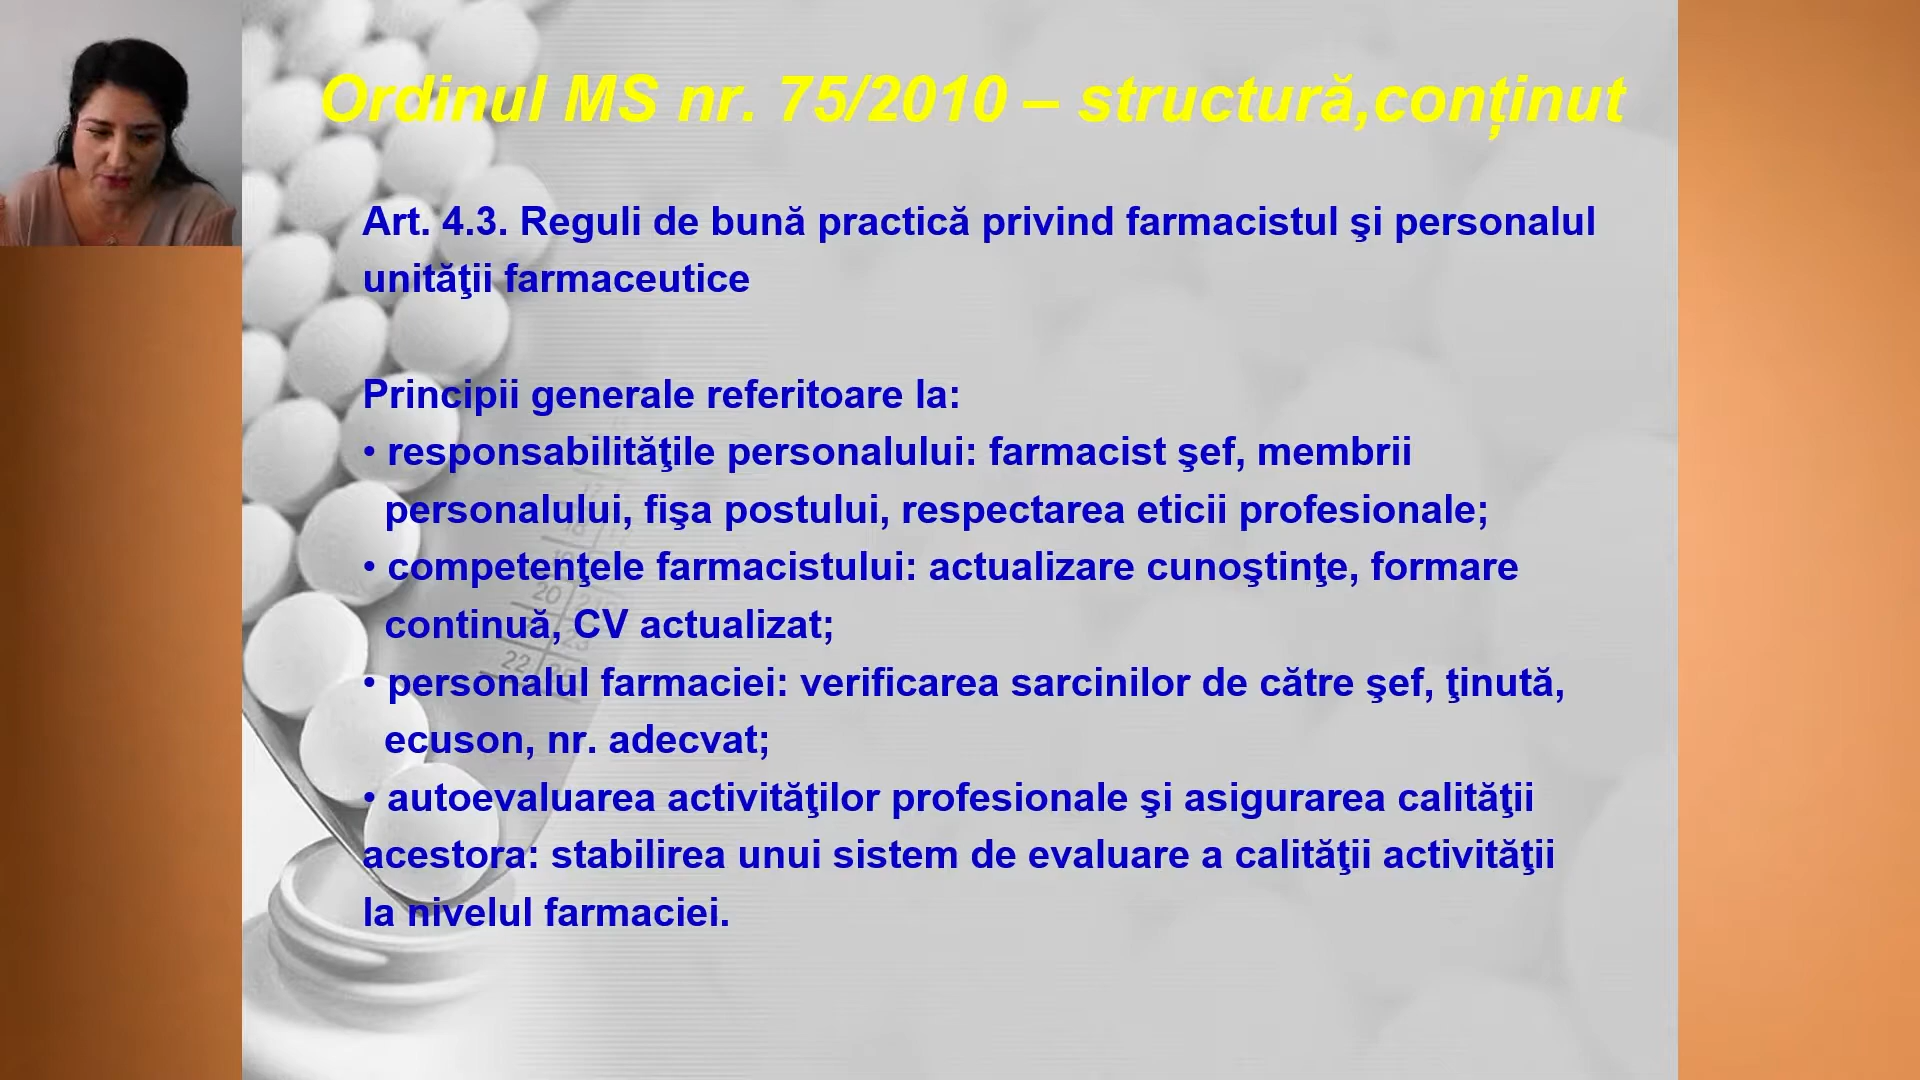 Ordinul MS nr. 75/2010 – structură,conținut
Art. 4.3. Reguli de bună practică privind farmacistul şi personalul
unităţii farmaceutice
Principii generale referitoare la:
• responsabilităţile personalului: farmacist şef, membrii
personalului, fişa postului, respectarea eticii profesionale;
• competenţele farmacistului: actualizare cunoştinţe, formare
continuă, CV actualizat;
• personalul farmaciei: verificarea sarcinilor de către şef, ţinută,
ecuson, nr. adecvat;
• autoevaluarea activităţilor profesionale şi asigurarea calităţii
acestora: stabilirea unui sistem de evaluare a calităţii activităţii
la nivelul farmaciei.
20
22